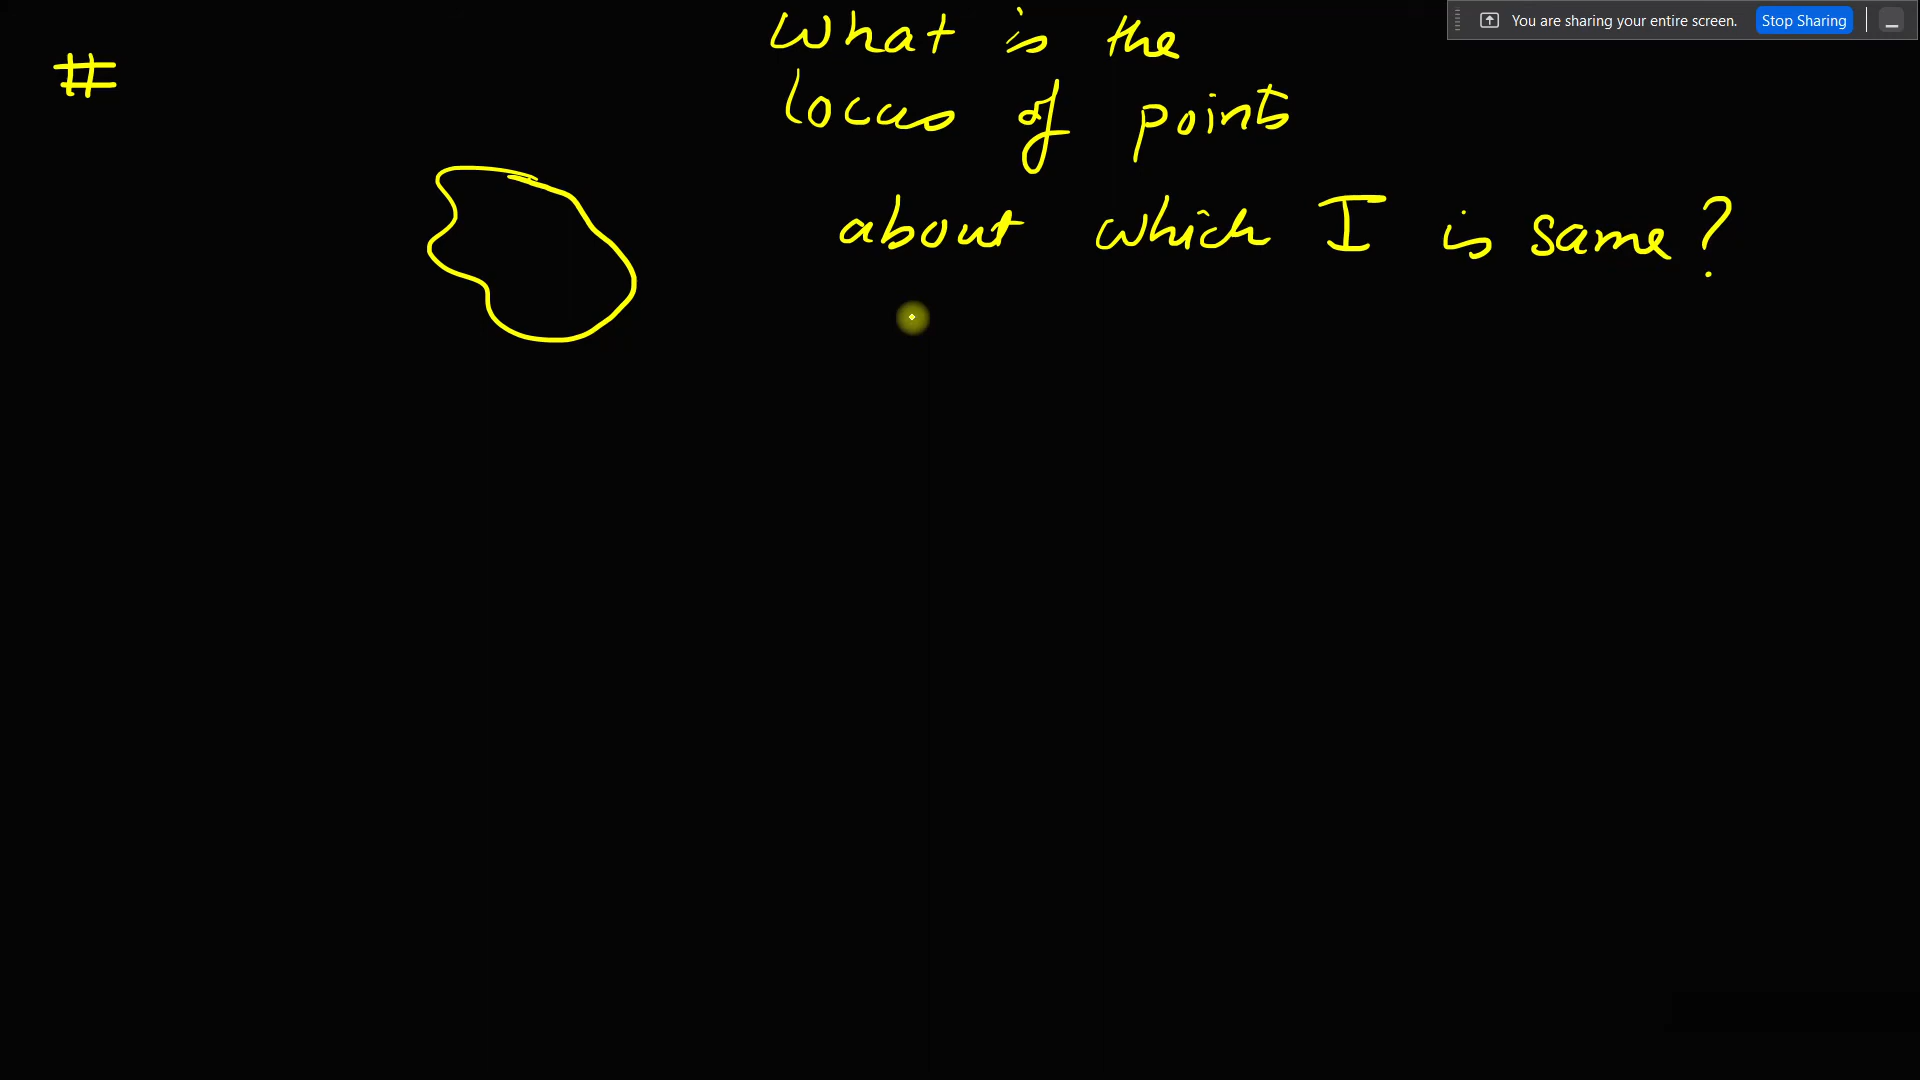 You are sharing your entire screen. Stop Sharing
#
What is the
locus of points
about which I is same?